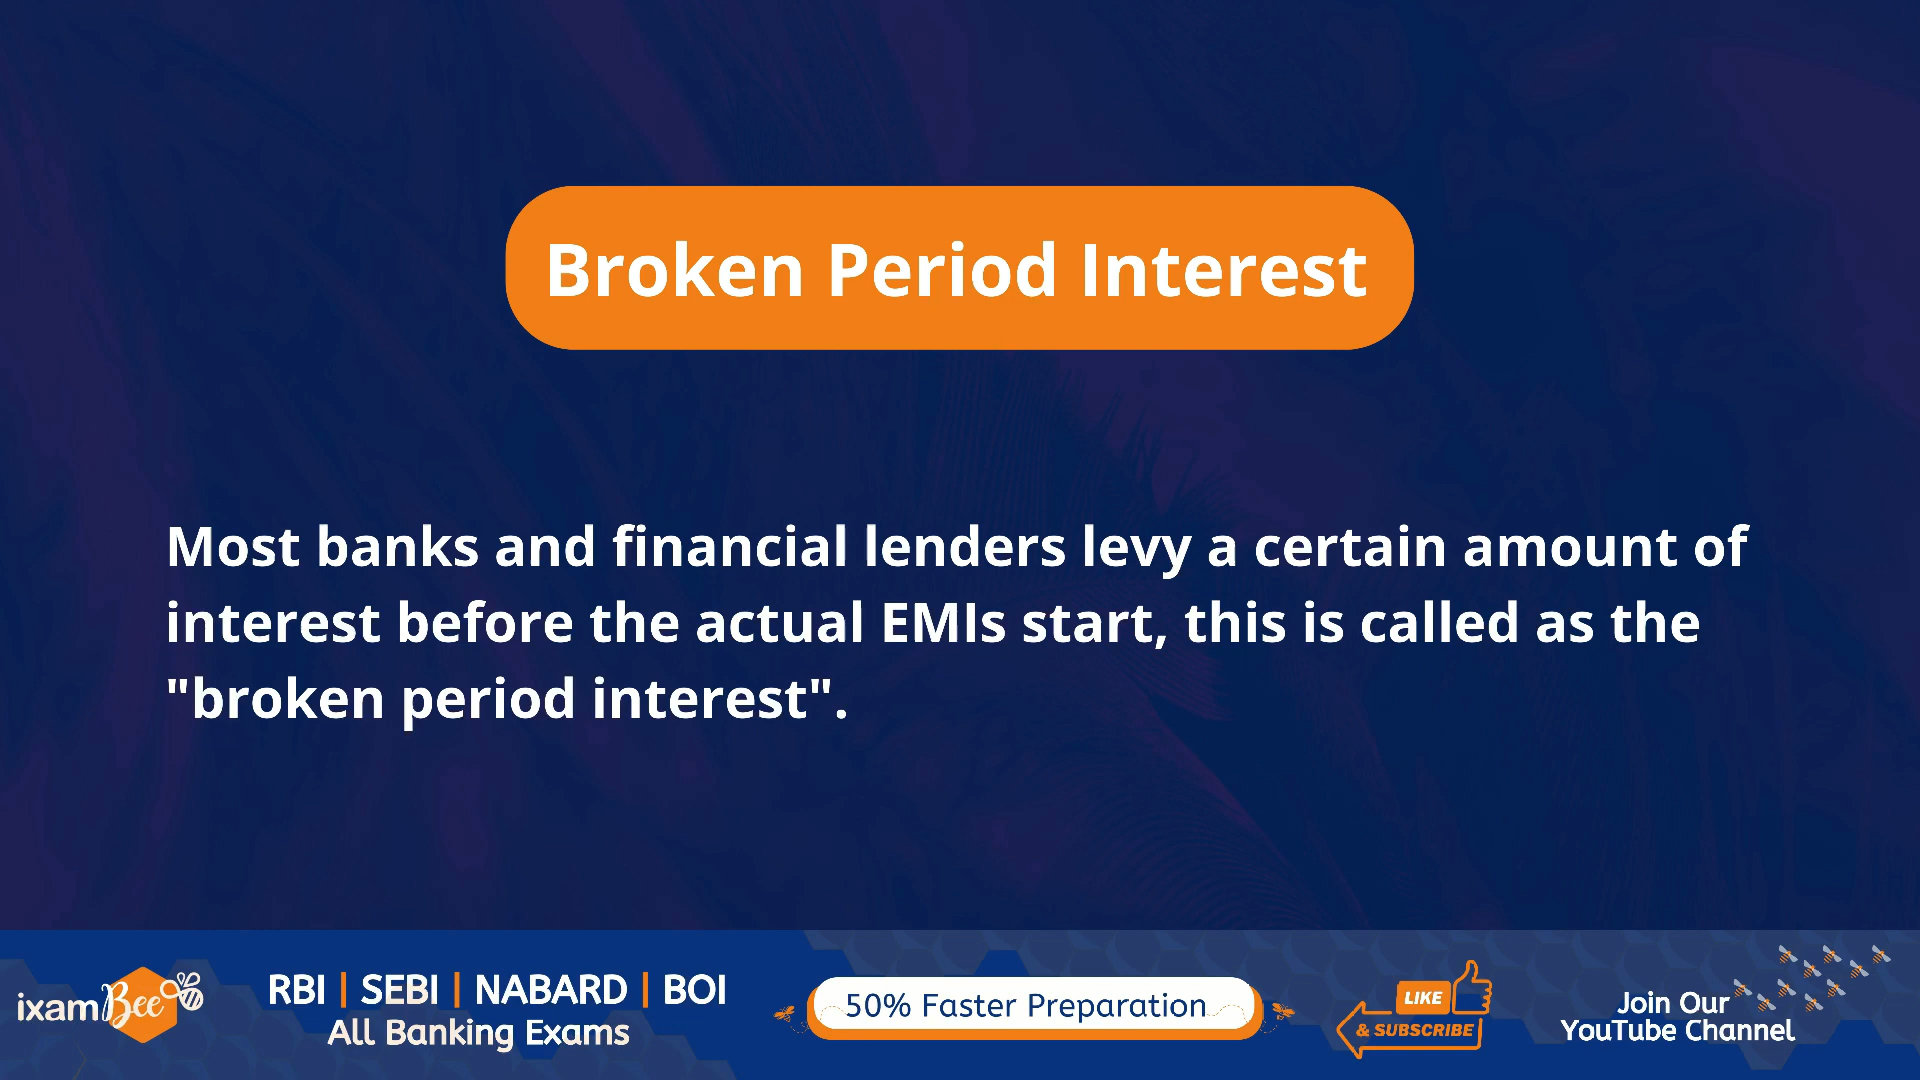 Broken Period Interest
Most banks and financial lenders levy a certain amount of
interest before the actual EMIs start, this is called as the
"broken period interest".
ixamBee
RBI | SEBI | NABARD | BOI
All Banking Exams
50% Faster Preparation
LIKE
& SUBSCRIBE
Join Our
YouTube Channel